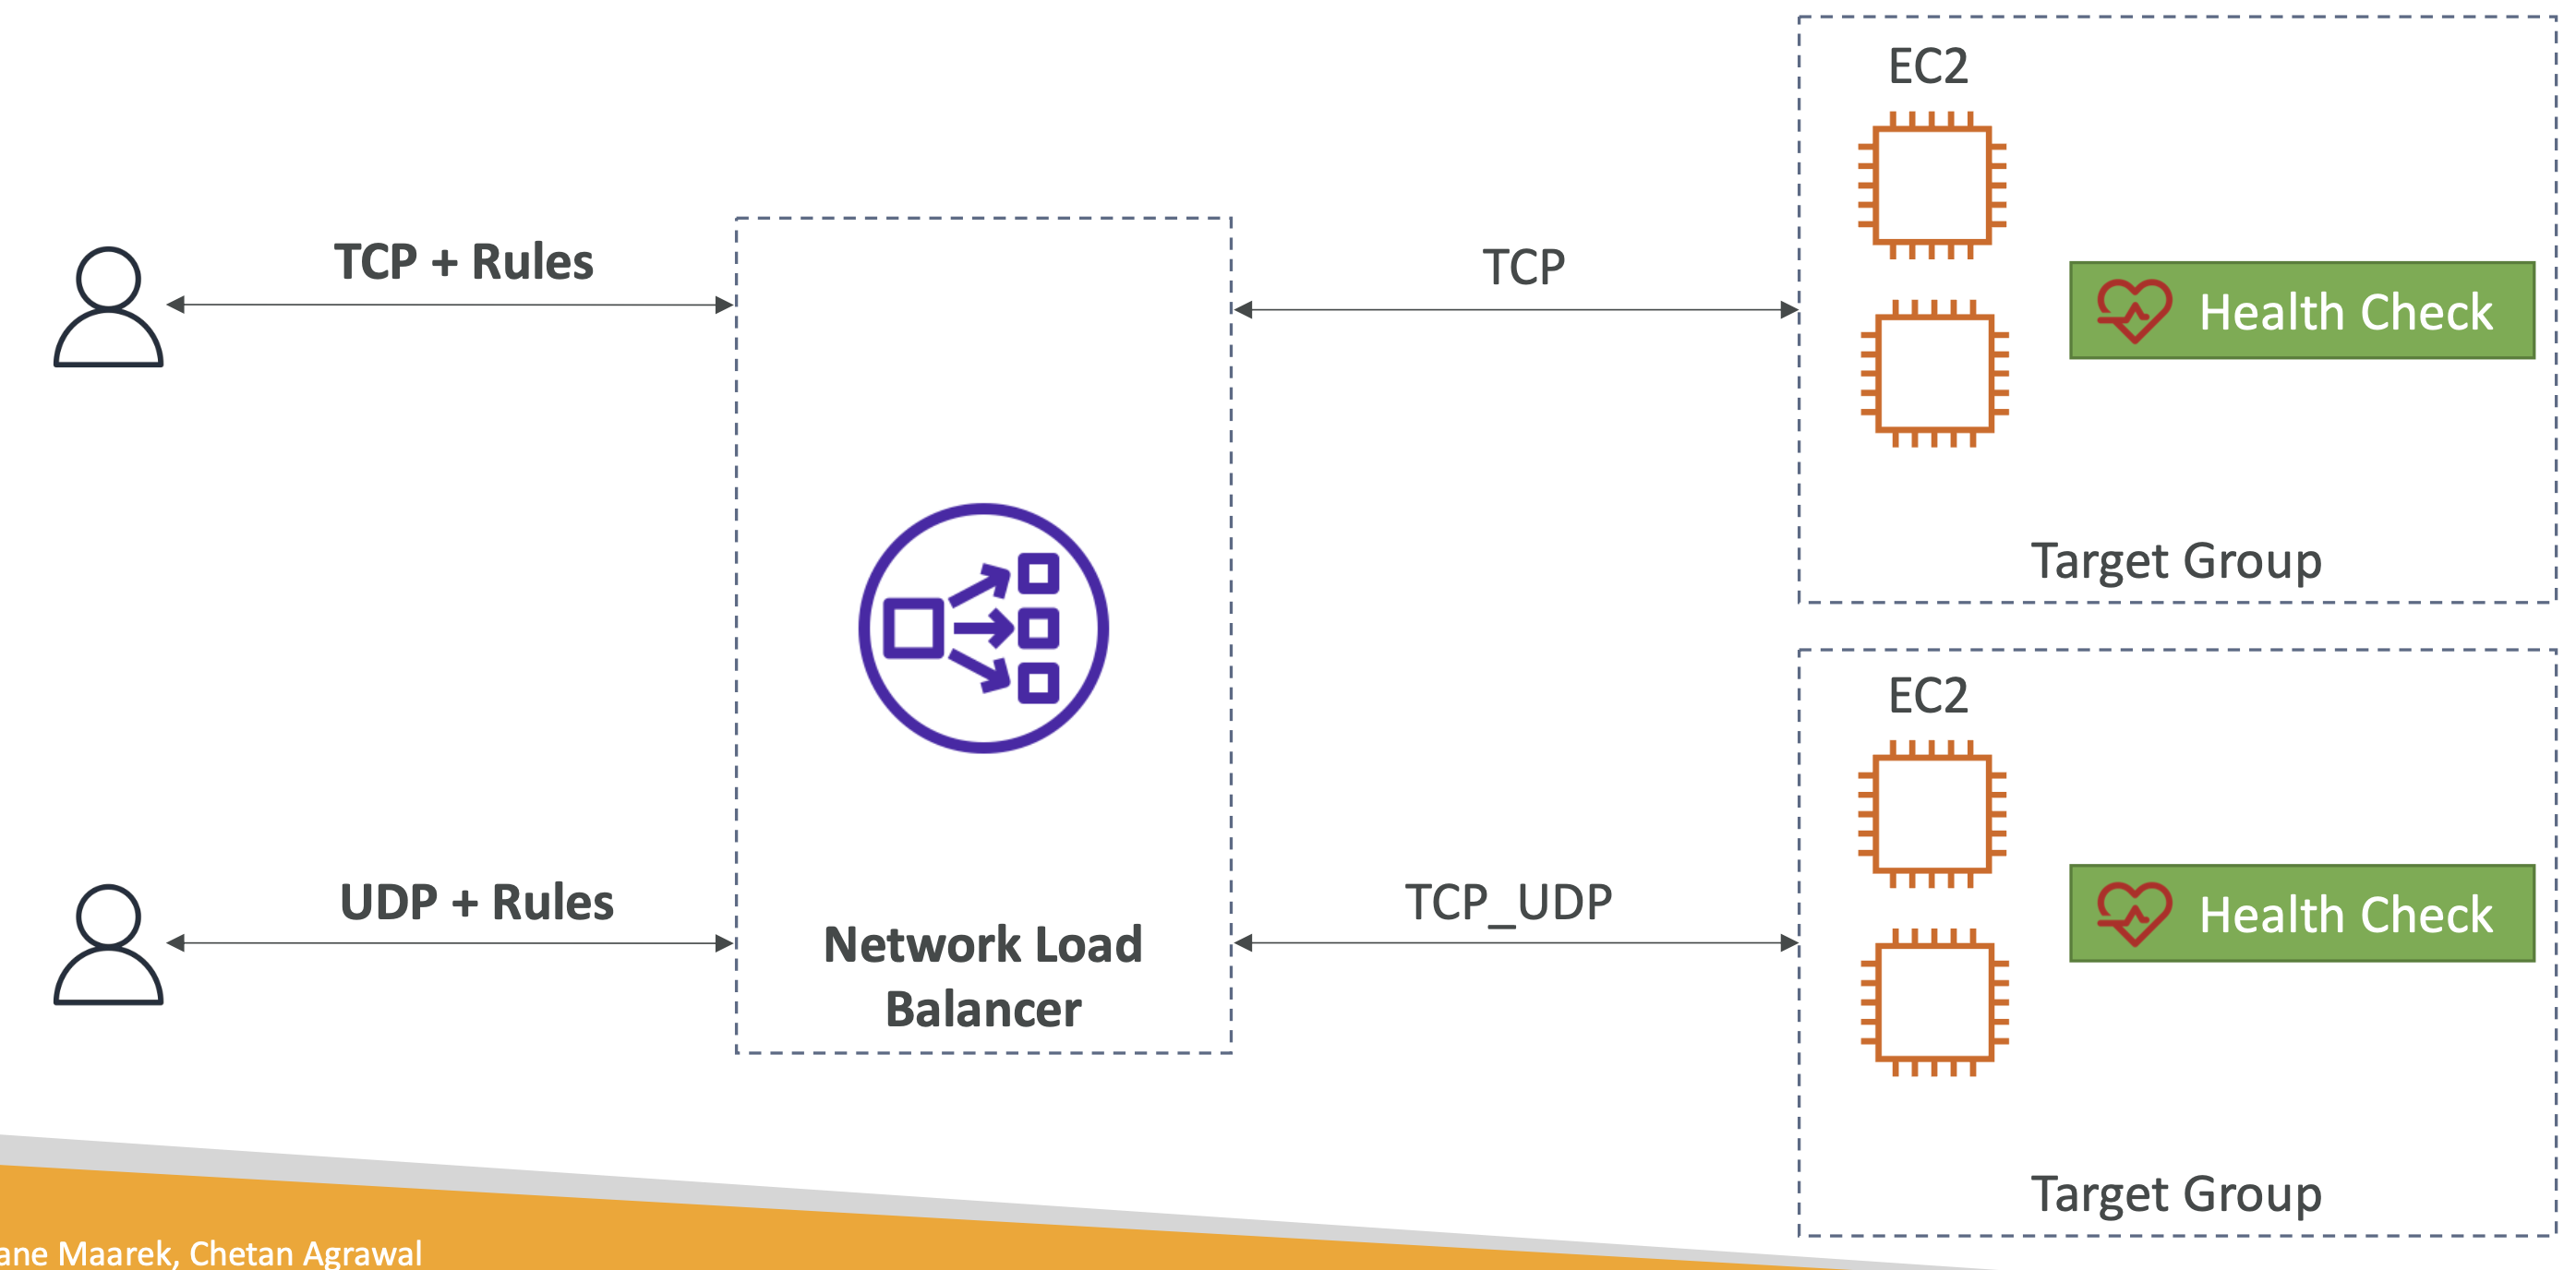 EC2
TCP + Rules
TCP
Health Check
Target Group
EC2
UDP + Rules
TCP_UDP
Health Check
Network Load
Balancer
Target Group
Maarek, Chetan Agrawal